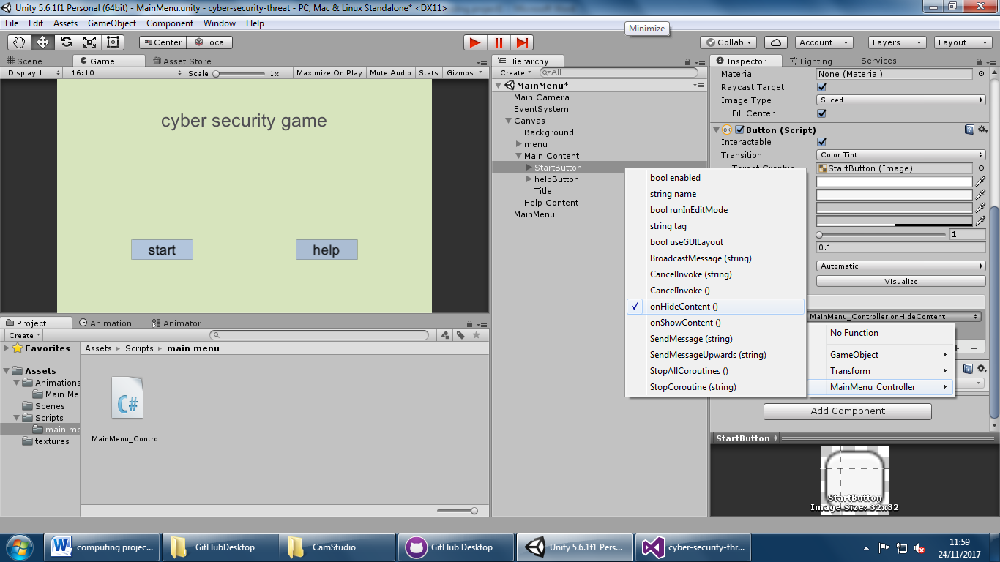 Unity 5.6.1f1 Personal (64bit) - MainMenu.unity - cyber-security-threat - PC, Mac & Linux Standalone* <DX11>
File Edit Assets GameObject Component Window Help
Minimize
Center Local
Collab Account Layers Layout
Scene Game Asset Store
Hierarchy
Inspector Lighting Services
Display 1 16:10 Scale 1x Maximize On Play Mute Audio Stats Gizmos
Create All
MainMenu*
Main Camera
EventSystem
Canvas
Background
menu
Main Content
StartButton
helpButton
Title
Help Content
MainMenu
cyber security game
start
help
Material None (Material)
Raycast Target
Image Type Sliced
Fill Center
OK Button (Script)
Interactable
Transition Color Tint
Target Graphic StartButton (Image)
1
0.1
Automatic
Visualize
MainMenu_Controller.onHideContent
bool enabled
string name
bool runInEditMode
string tag
bool useGUILayout
BroadcastMessage (string)
CancelInvoke (string)
CancelInvoke ()
onHideContent ()
onShowContent ()
SendMessage (string)
SendMessageUpwards (string)
StopAllCoroutines ()
StopCoroutine (string)
No Function
GameObject
Transform
MainMenu_Controller
Add Component
StartButton
StartButton
Image Size: 32x32
Project Animation Animator
Create
Favorites
Assets
Animations
Main Me
Scenes
Scripts
main me
textures
Assets Scripts main menu
C#
MainMenu_Contro...
computing projec...
GitHubDesktop
CamStudio
GitHub Desktop
Unity 5.6.1f1 Pers...
cyber-security-thr...
11:59
24/11/2017